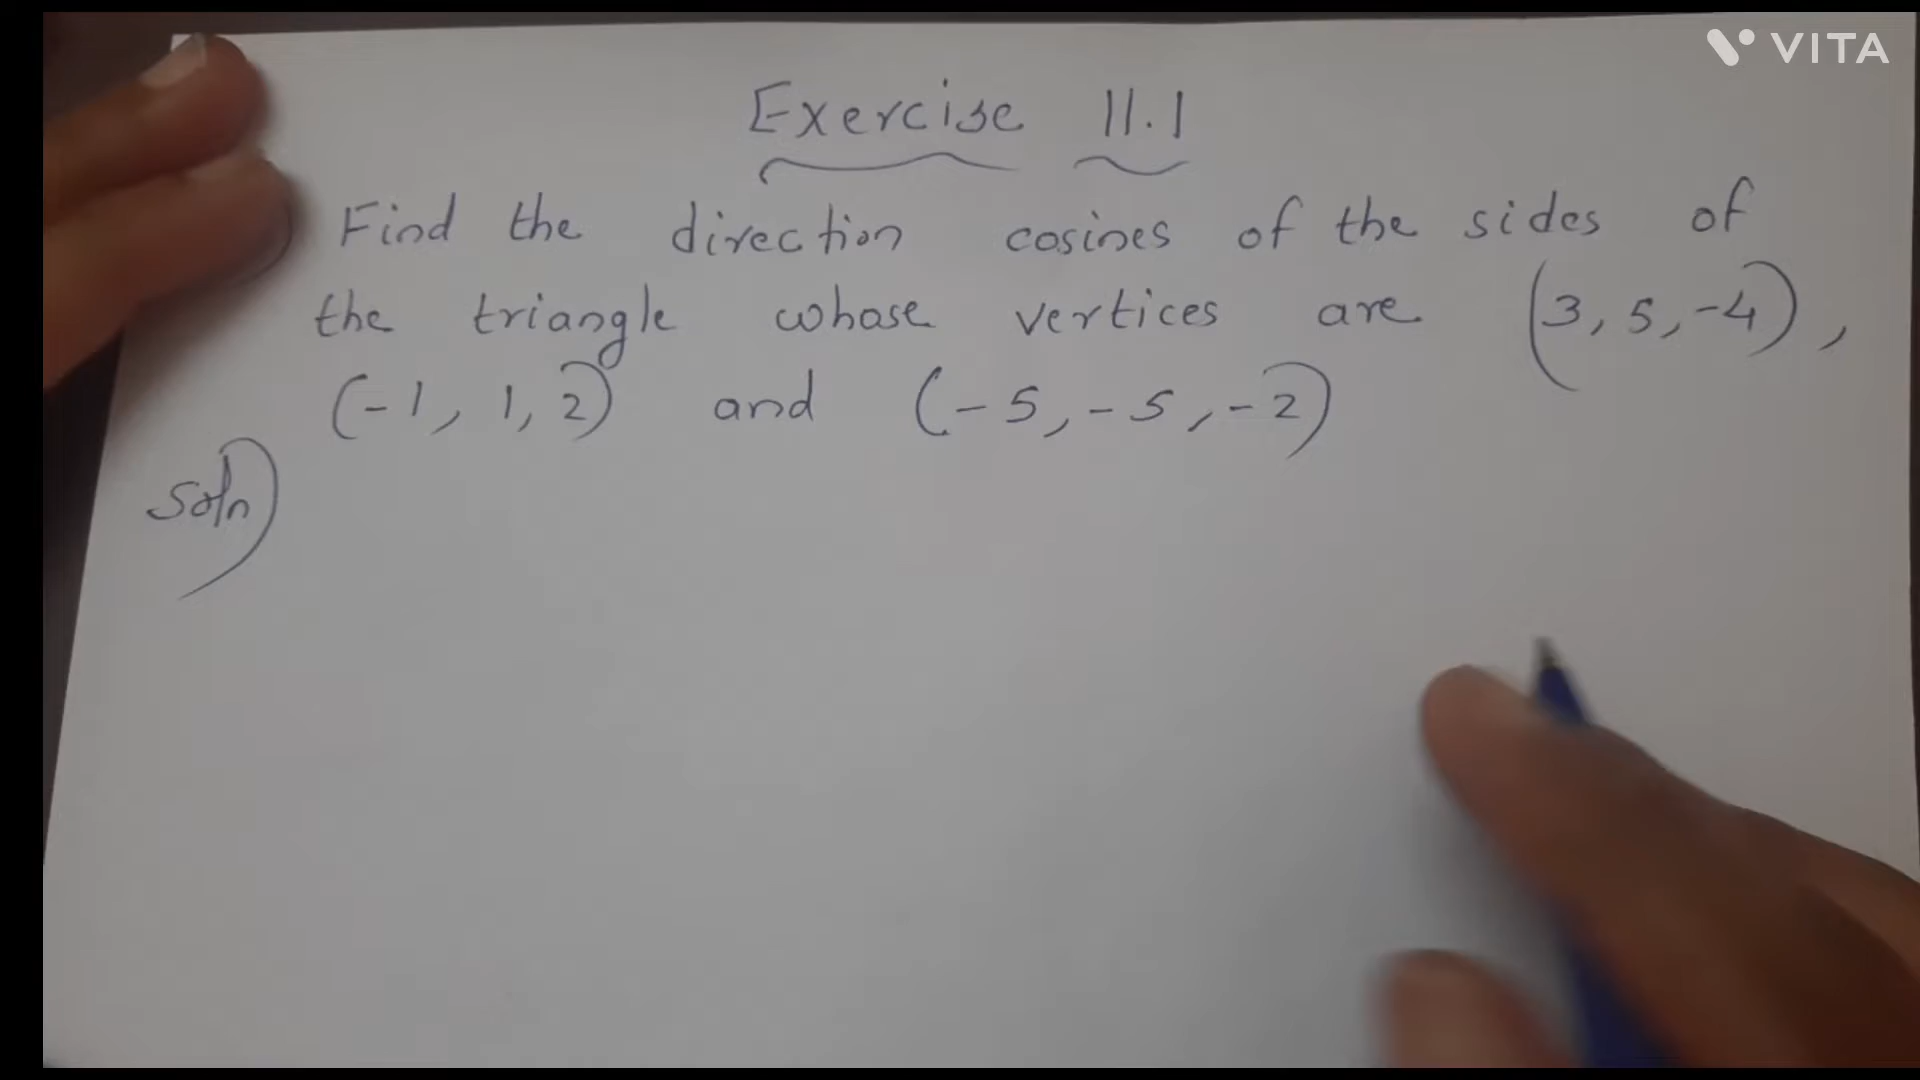 VITA
Exercise 11.1
Find the direction cosines of the sides of
the triangle whose vertices are (3, 5, -4),
(-1, 1, 2) and (-5, -5, -2)
Soln)